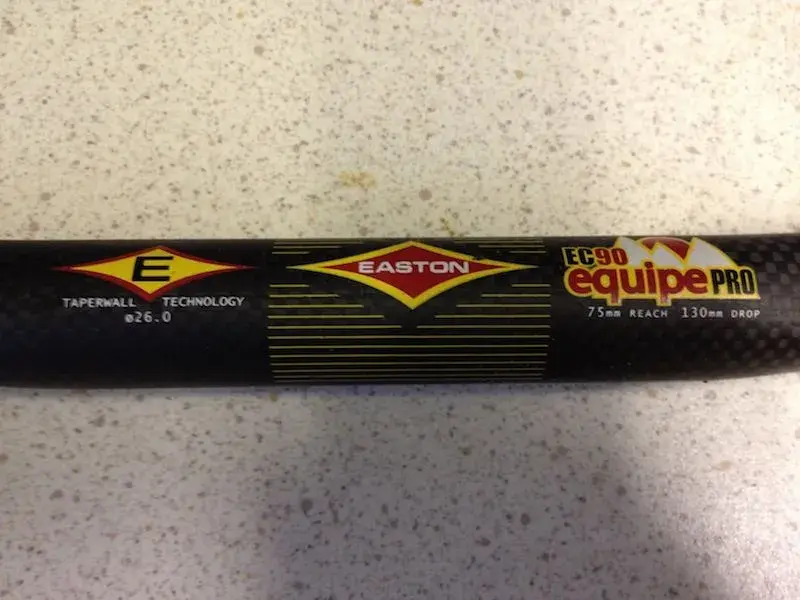 E
TAPERWALL TECHNOLOGY
ø26.0
EASTON
EC90
equipe PRO
75mm REACH 130mm DROP